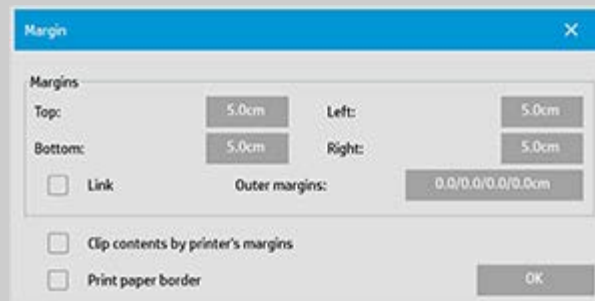 Margin
Margins
Top: 5.0cm Left: 5.0cm
Bottom: 5.0cm Right: 5.0cm
Link Outer margins: 0.0/0.0/0.0/0.0cm
Clip contents by printer's margins
Print paper border OK